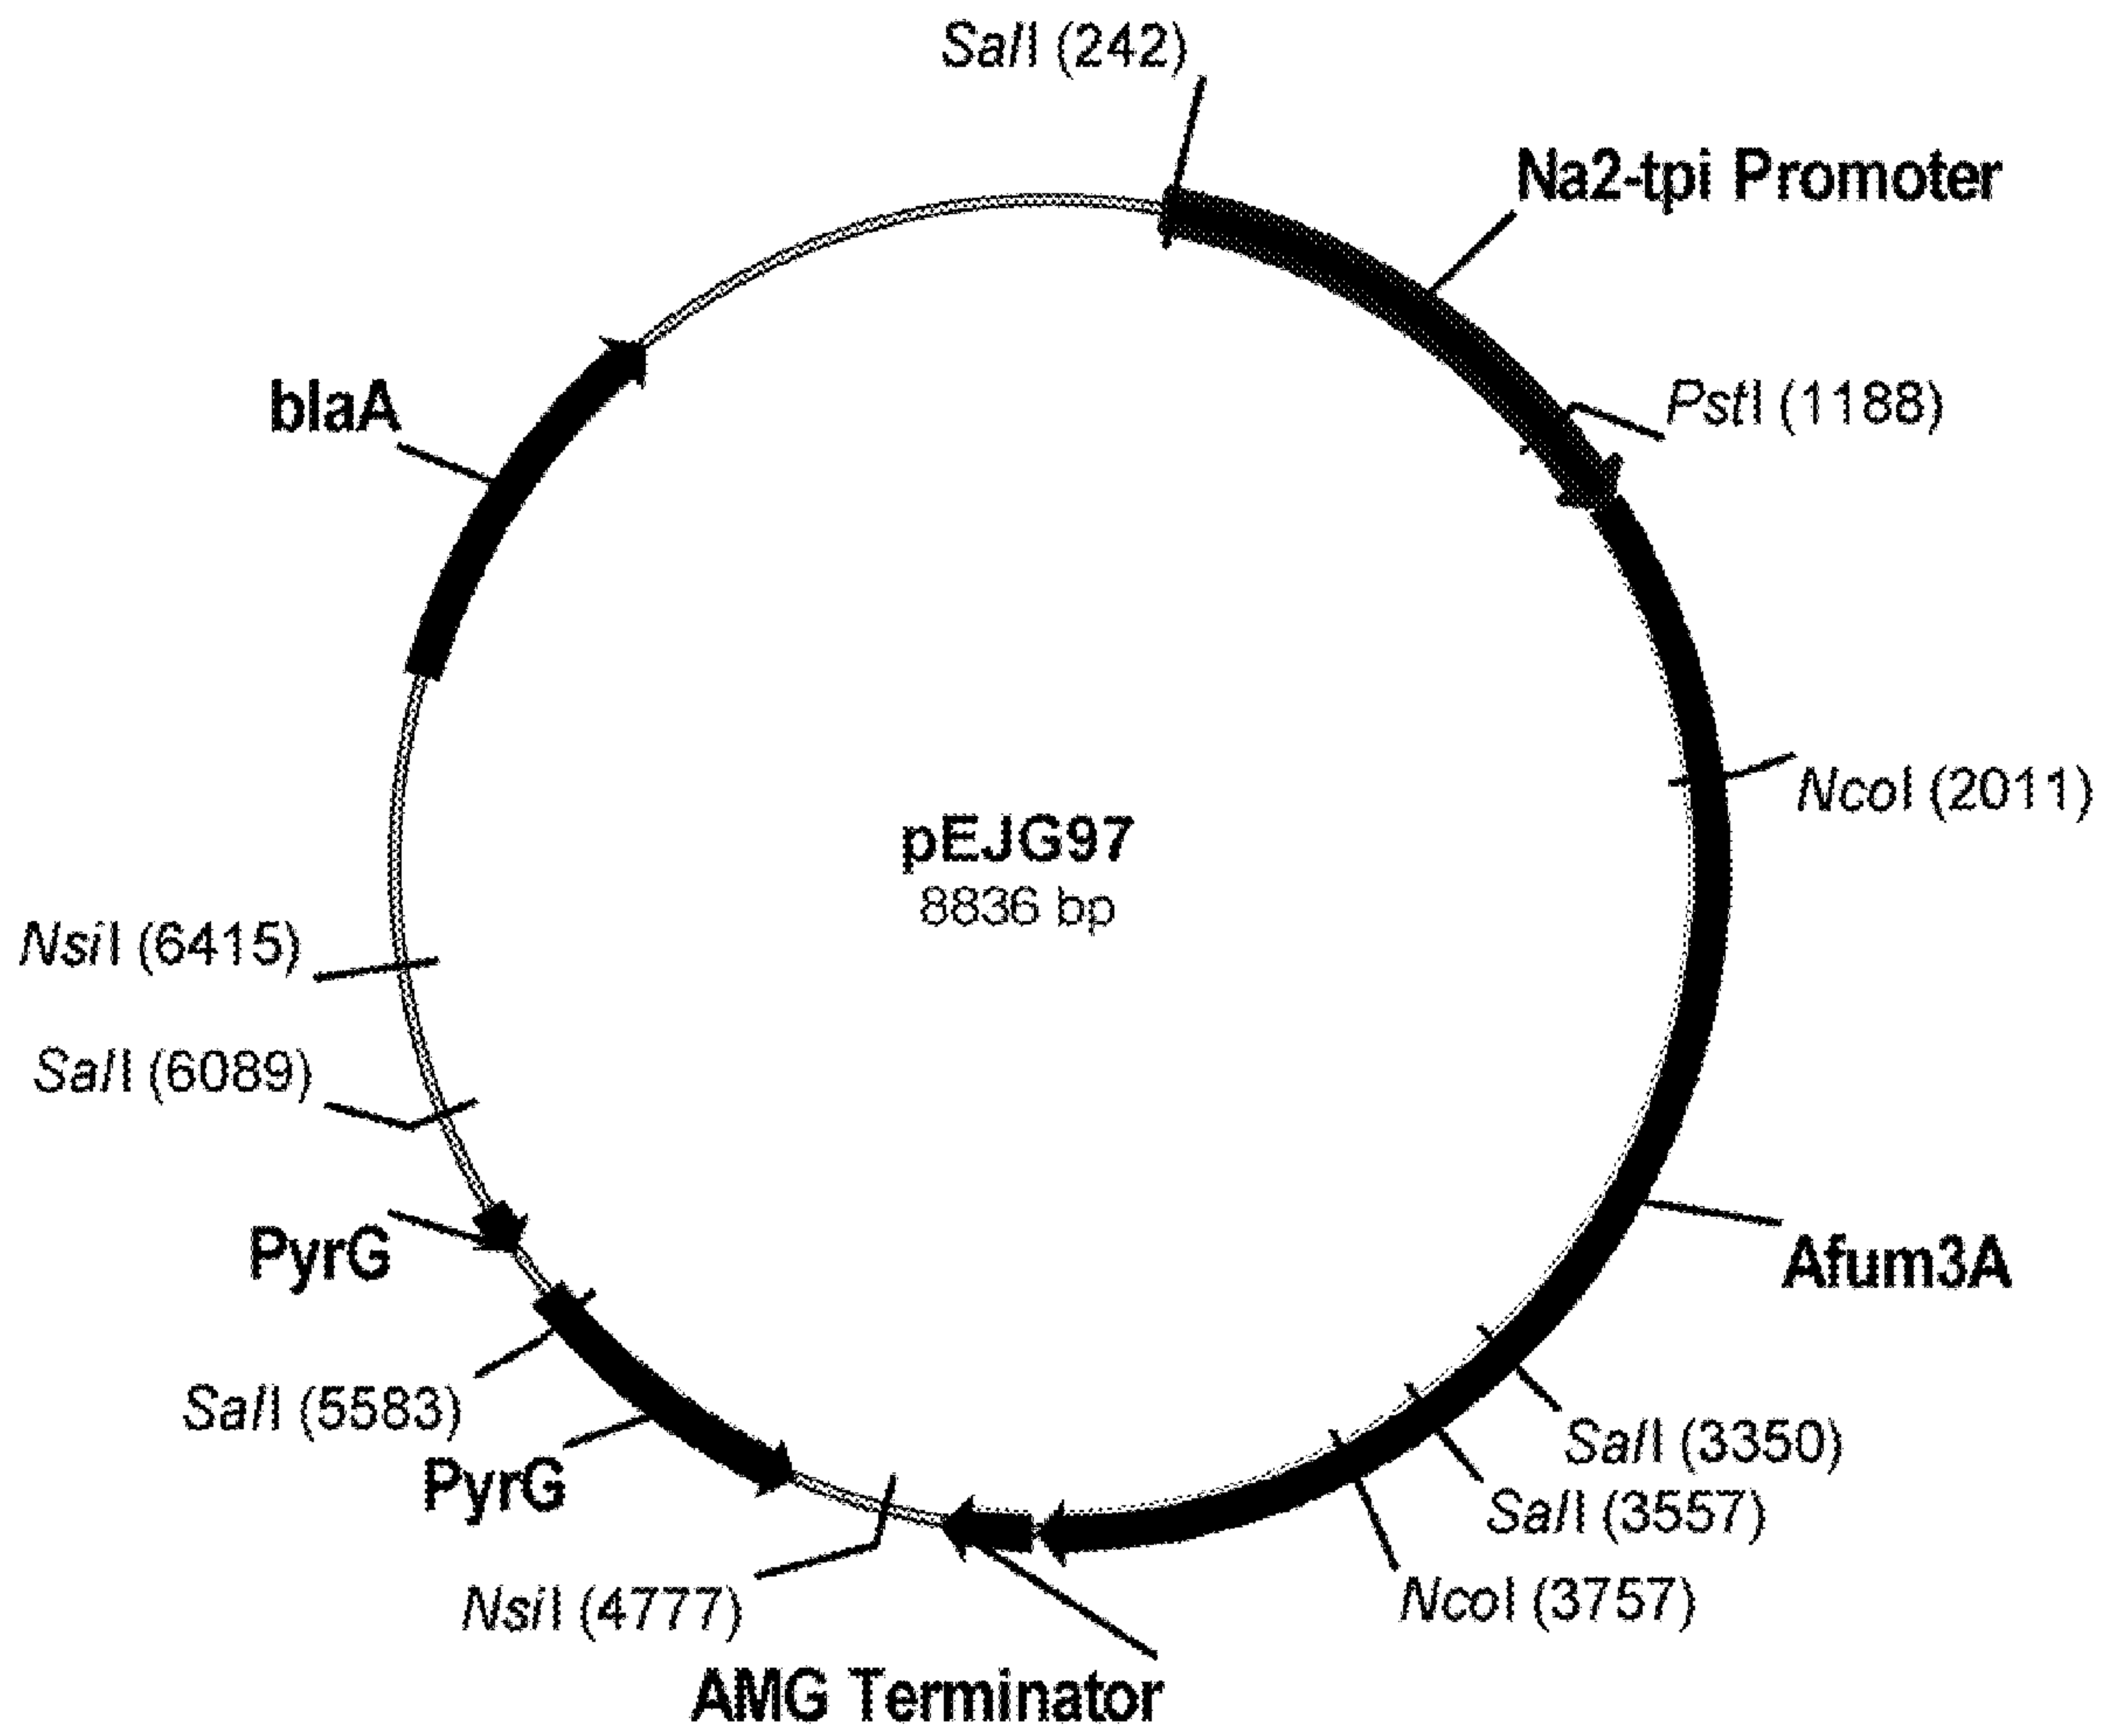 SalI (242)
Na2-tpi Promoter
blaA
PstI (1188)
NcoI (2011)
pEJG97
8836 bp
NsiI (6415)
SalI (6089)
PyrG
Afum3A
SalI (5583)
SalI (3350)
PyrG
SalI (3557)
NsiI (4777)
NcoI (3757)
AMG Terminator